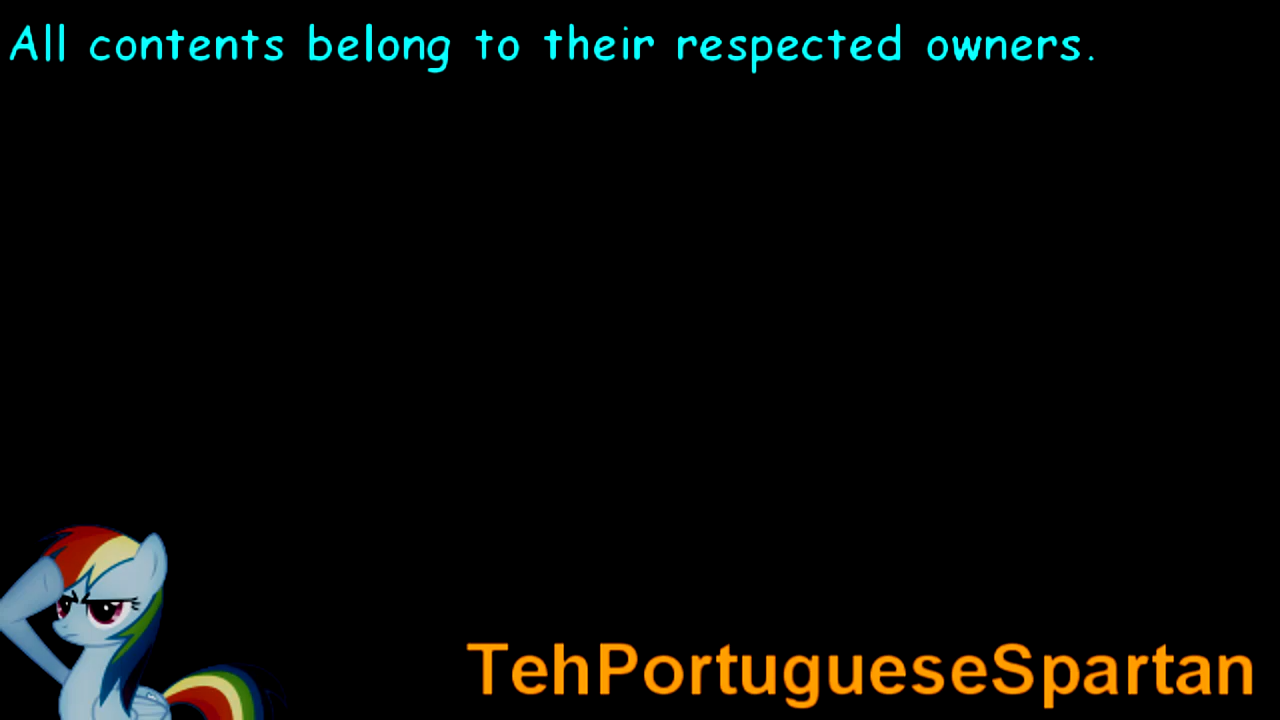 All contents belong to their respected owners.
TehPortugueseSpartan